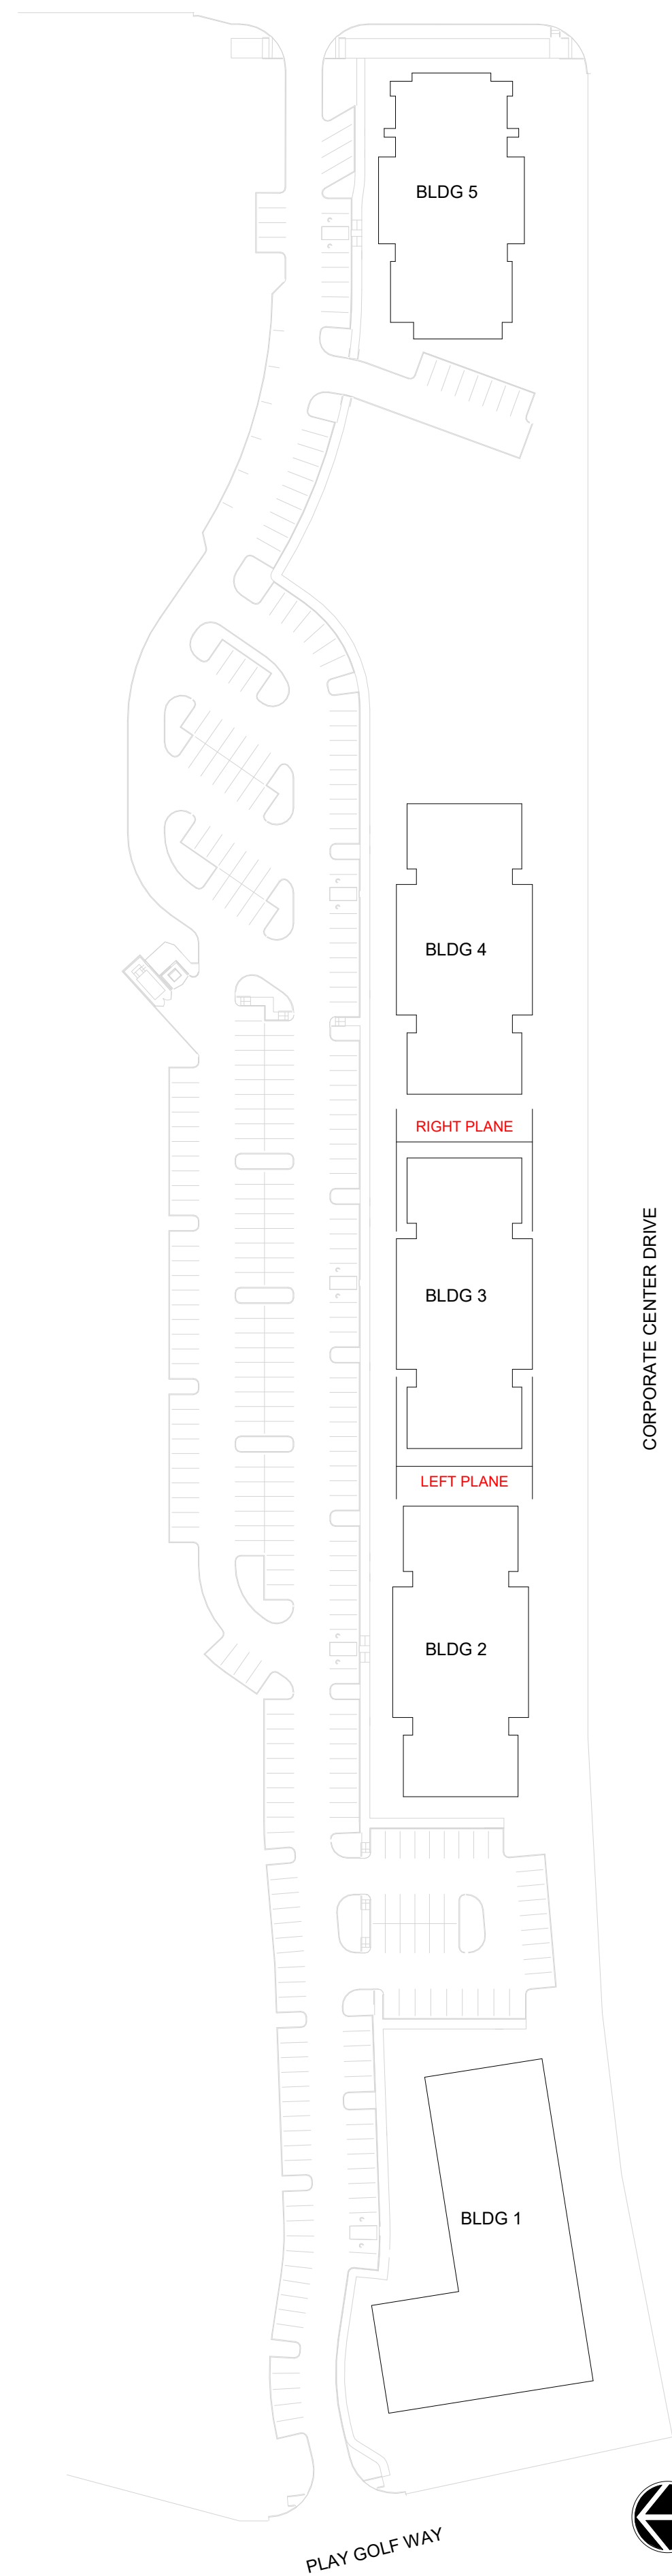 BLDG 5
BLDG 4
RIGHT PLANE
BLDG 3
CORPORATE CENTER DRIVE
LEFT PLANE
BLDG 2
BLDG 1
PLAY GOLF WAY